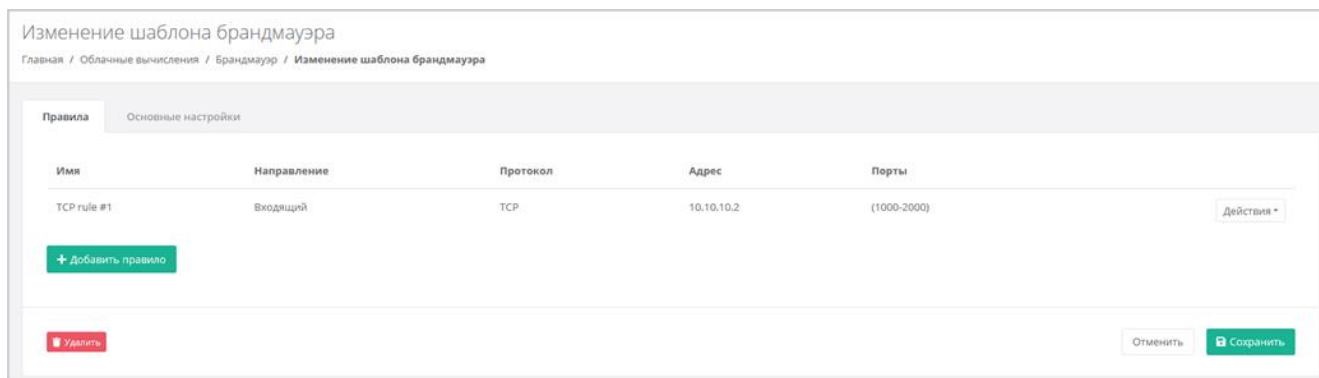 Изменение шаблона брандмауэра
Главная / Облачные вычисления / Брандмауэр / Изменение шаблона брандмауэра
Правила Основные настройки
Имя Направление Протокол Адрес Порты
TCP rule #1 Входящий TCP 10.10.10.2 (1000-2000) Действия
+ Добавить правило
Удалить Отменить Сохранить